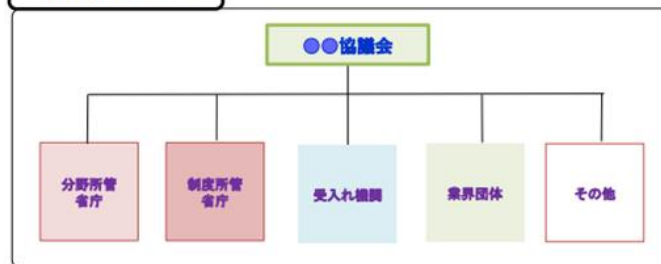 ●●協議会
分野所管
省庁
制度所管
省庁
受入れ機関
業界団体
その他